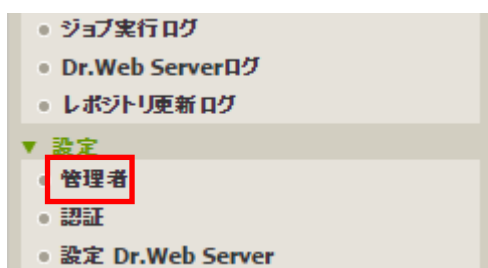 ジョブ実行ログ
Dr.Web Serverログ
レポジトリ更新ログ
設定
管理者
認証
設定 Dr.Web Server